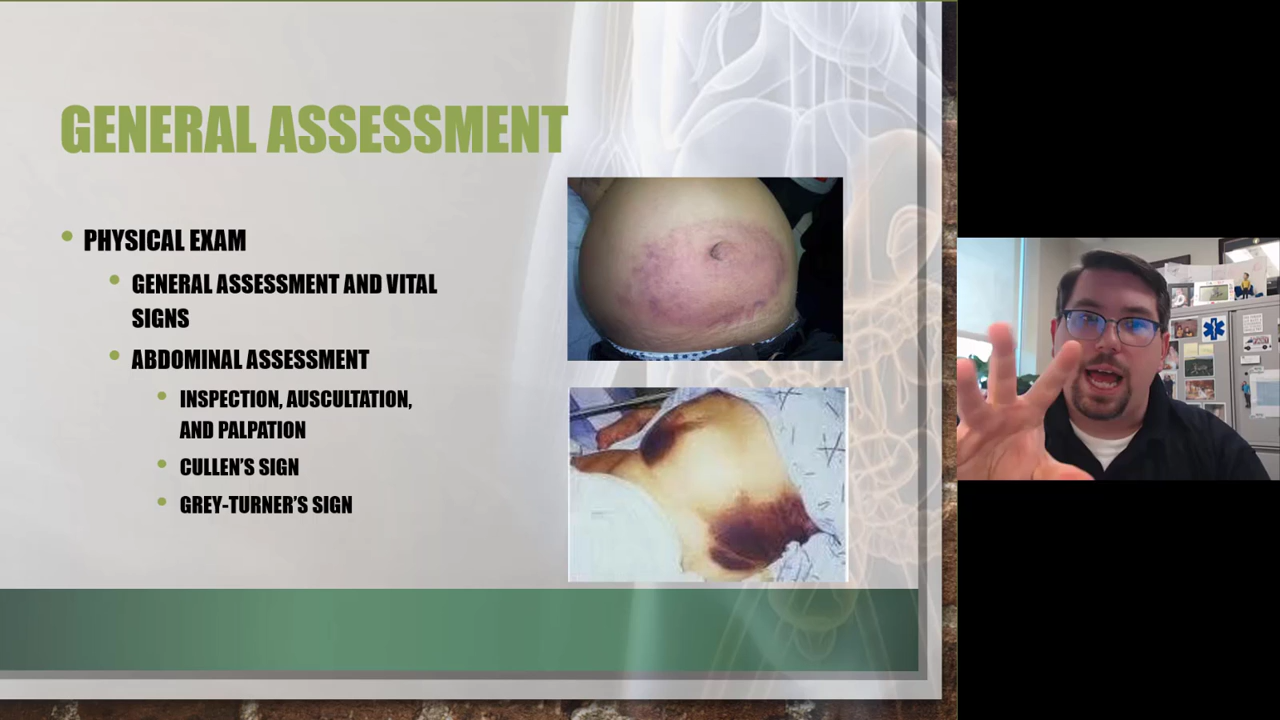 GENERAL ASSESSMENT
• PHYSICAL EXAM
• GENERAL ASSESSMENT AND VITAL
SIGNS
• ABDOMINAL ASSESSMENT
• INSPECTION, AUSCULTATION,
AND PALPATION
• CULLEN'S SIGN
• GREY-TURNER'S SIGN